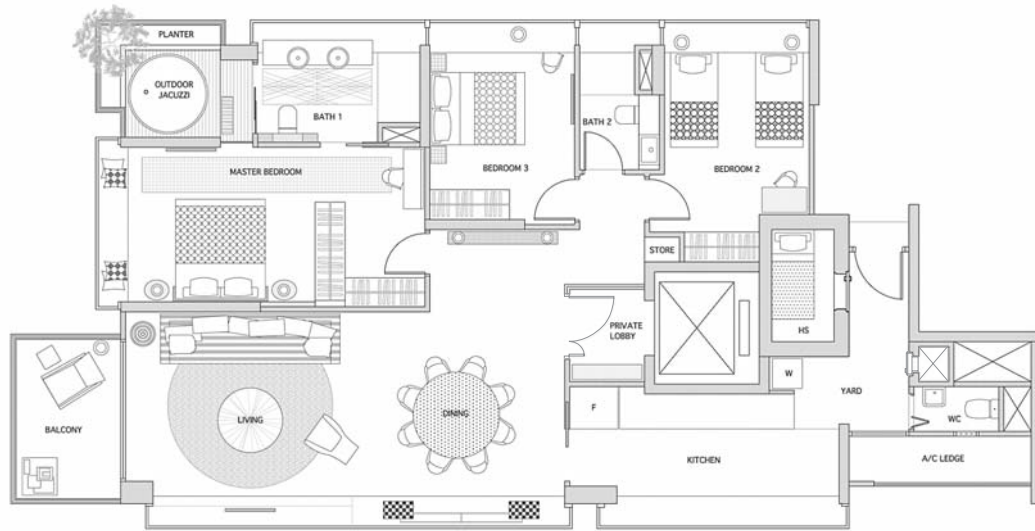 PLANTER
OUTDOOR
JACUZZI
BATH 1
BATH 2
MASTER BEDROOM
BEDROOM 3
BEDROOM 2
STORE
PRIVATE
LOBBY
HS
W
YARD
F
LIVING
DINING
BALCONY
WC
KITCHEN
A/C LEDGE